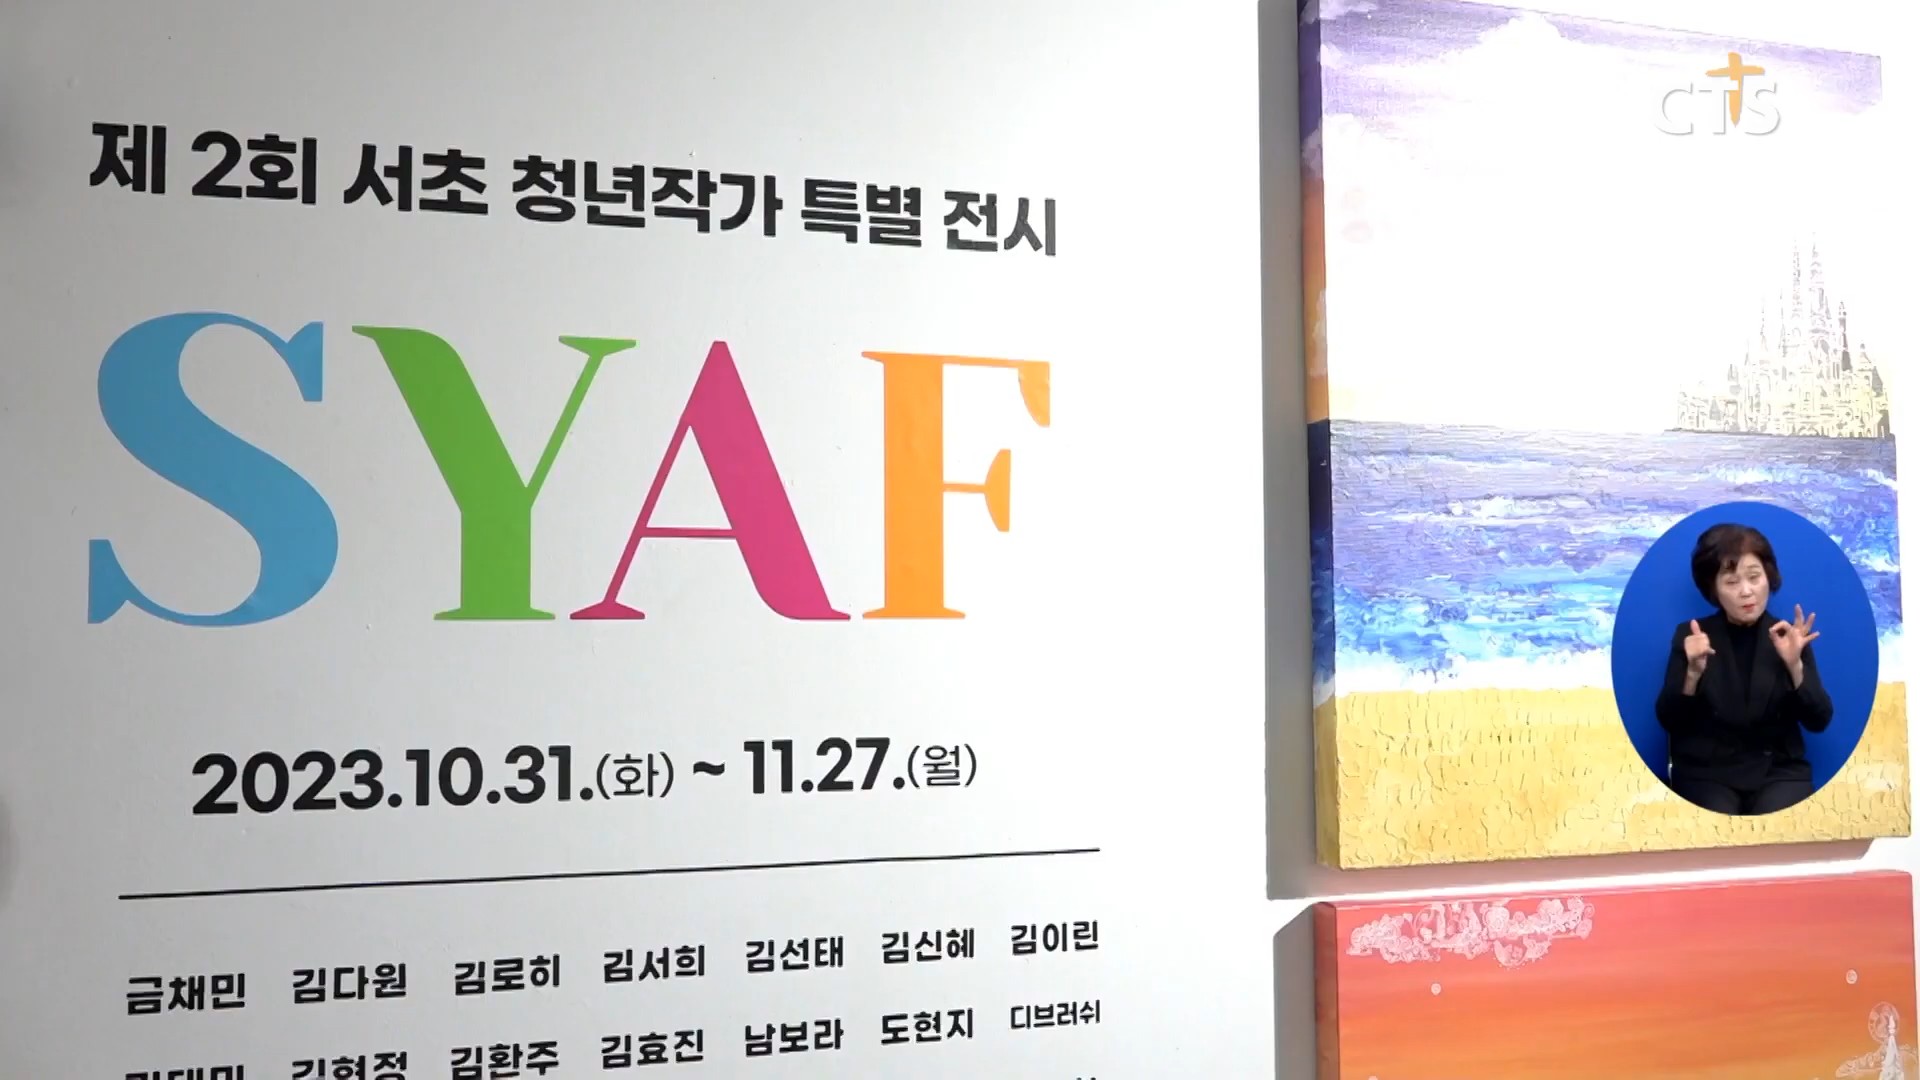 CTS
제 2회 서초 청년작가 특별 전시
SYAF
2023.10.31.(화) ~ 11.27.(월)
금채민 김다원 김로히 김서희 김선태 김신혜 김이린
김현정 김환주 김효진 남보라 도현지 디브러쉬